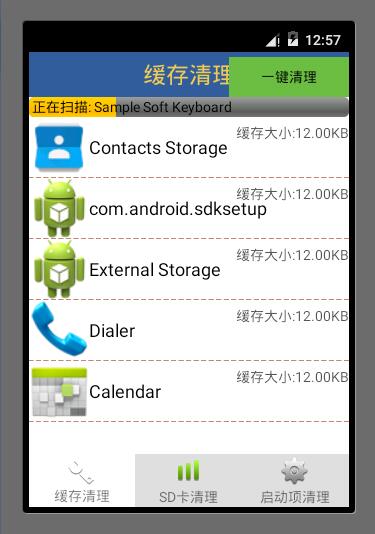 12:57
缓存清理
一键清理
正在扫描: Sample Soft Keyboard
缓存大小:12.00KB
Contacts Storage
缓存大小:12.00KB
com.android.sdksetup
缓存大小:12.00KB
External Storage
缓存大小:12.00KB
Dialer
缓存大小:12.00KB
Calendar
缓存清理
SD卡清理
启动项清理